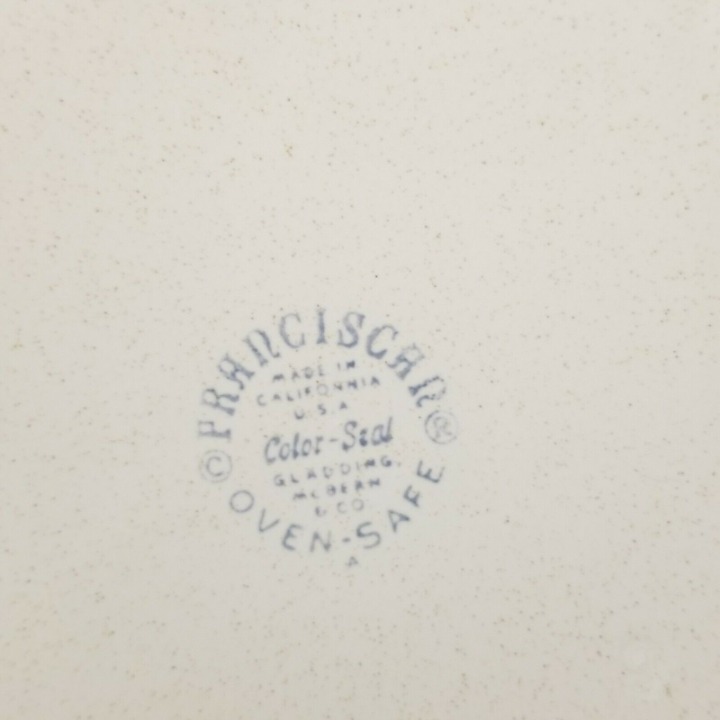 © FRANCISCAN ®
MADE IN
CALIFORNIA
U.S.A
Color-Seal
GLADDING,
McBEAN
& CO
OVEN-SAFE
A